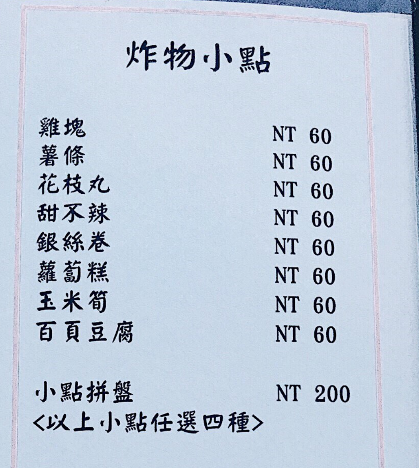 炸物小點
雞塊 NT 60
薯條 NT 60
花枝丸 NT 60
甜不辣 NT 60
銀絲卷 NT 60
蘿蔔糕 NT 60
玉米筍 NT 60
百頁豆腐 NT 60
小點拼盤 NT 200
<以上小點任選四種>